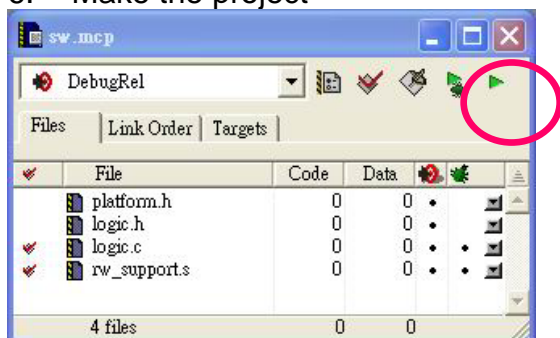 Make the project
sw.mcp
DebugRel
Files Link Order Targets
File Code Data
platform.h 0 0
logic.h 0 0
logic.c 0 0
rw_support.s 0 0
4 files 0 0